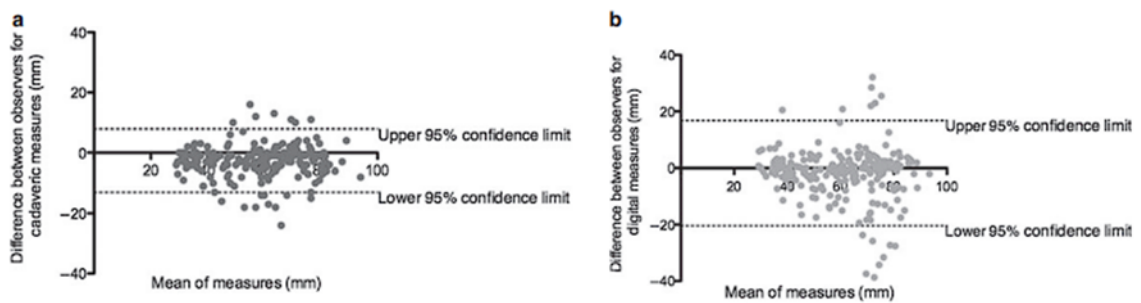 a
Difference between observers for
cadaveric measures (mm)
40
20
0
–20
–40
20
80
100
Upper 95% confidence limit
Lower 95% confidence limit
Mean of measures (mm)
b
Difference between observers for
digital measures (mm)
40
20
0
–20
–40
20
40
60
80
100
Upper 95% confidence limit
Lower 95% confidence limit
Mean of measures (mm)